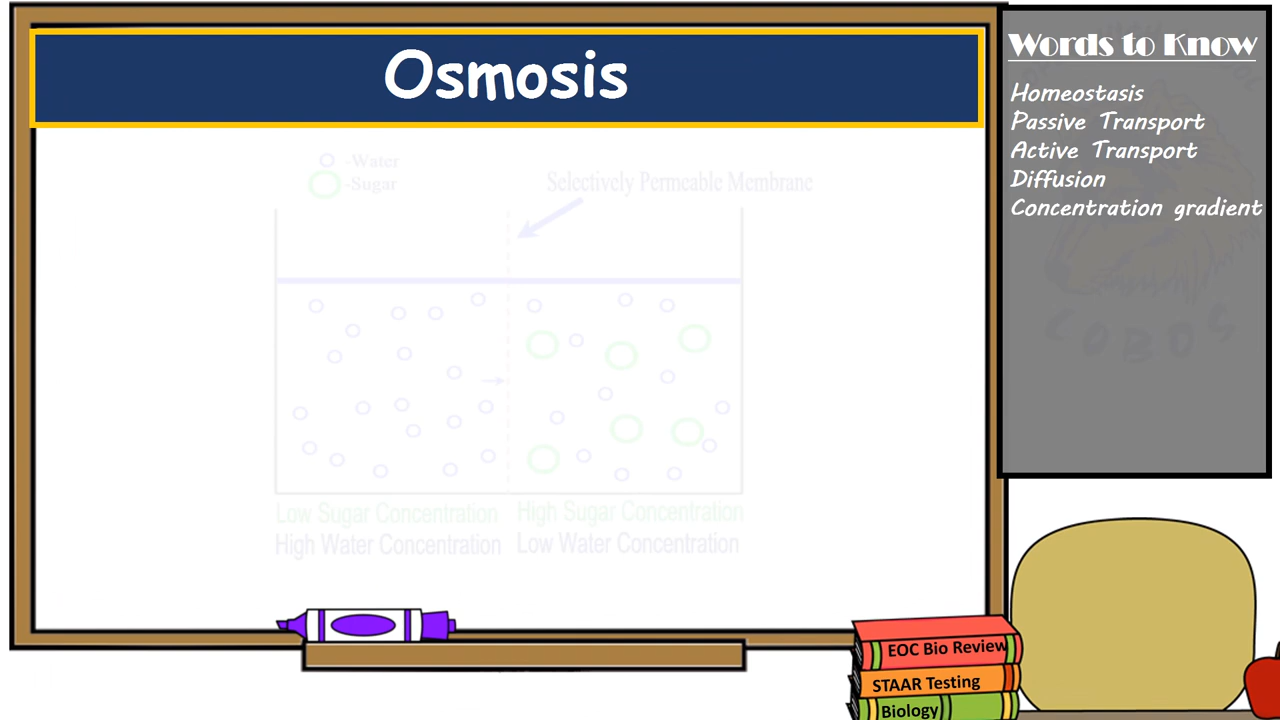 Osmosis
-Water
-Sugar
Selectively Permeable Membrane
Low Sugar Concentration
High Water Concentration
High Sugar Concentration
Low Water Concentration
Words to Know
Homeostasis
Passive Transport
Active Transport
Diffusion
Concentration gradient
COBOS
EOC Bio Review
STAAR Testing
Biology